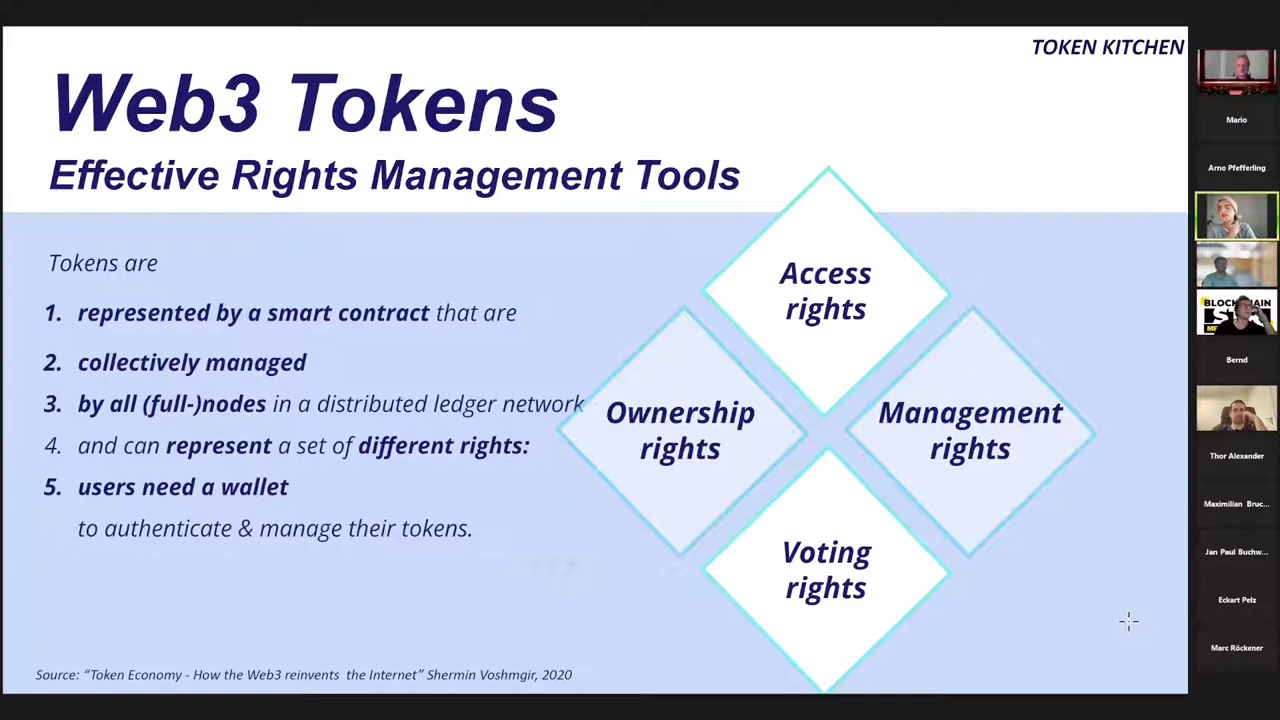 TOKEN KITCHEN
Web3 Tokens
Effective Rights Management Tools
Tokens are
1. represented by a smart contract that are
2. collectively managed
3. by all (full-)nodes in a distributed ledger network
4. and can represent a set of different rights:
5. users need a wallet
to authenticate & manage their tokens.
Access
rights
Ownership
rights
Management
rights
Voting
rights
Source: “Token Economy - How the Web3 reinvents the Internet” Shermin Voshmgir, 2020
Mario
Arno Pfefferling
BLOCKCHAIN
Bernd
Thor Alexander
Maximilian Bruc...
Jan Paul Buchw...
Eckart Pelz
Marc Röckener